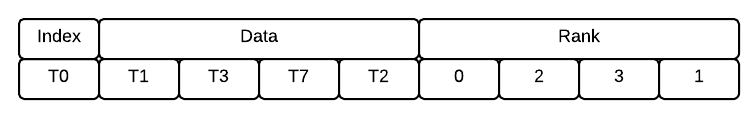 Index Data Rank
T0 T1 T3 T7 T2 0 2 3 1